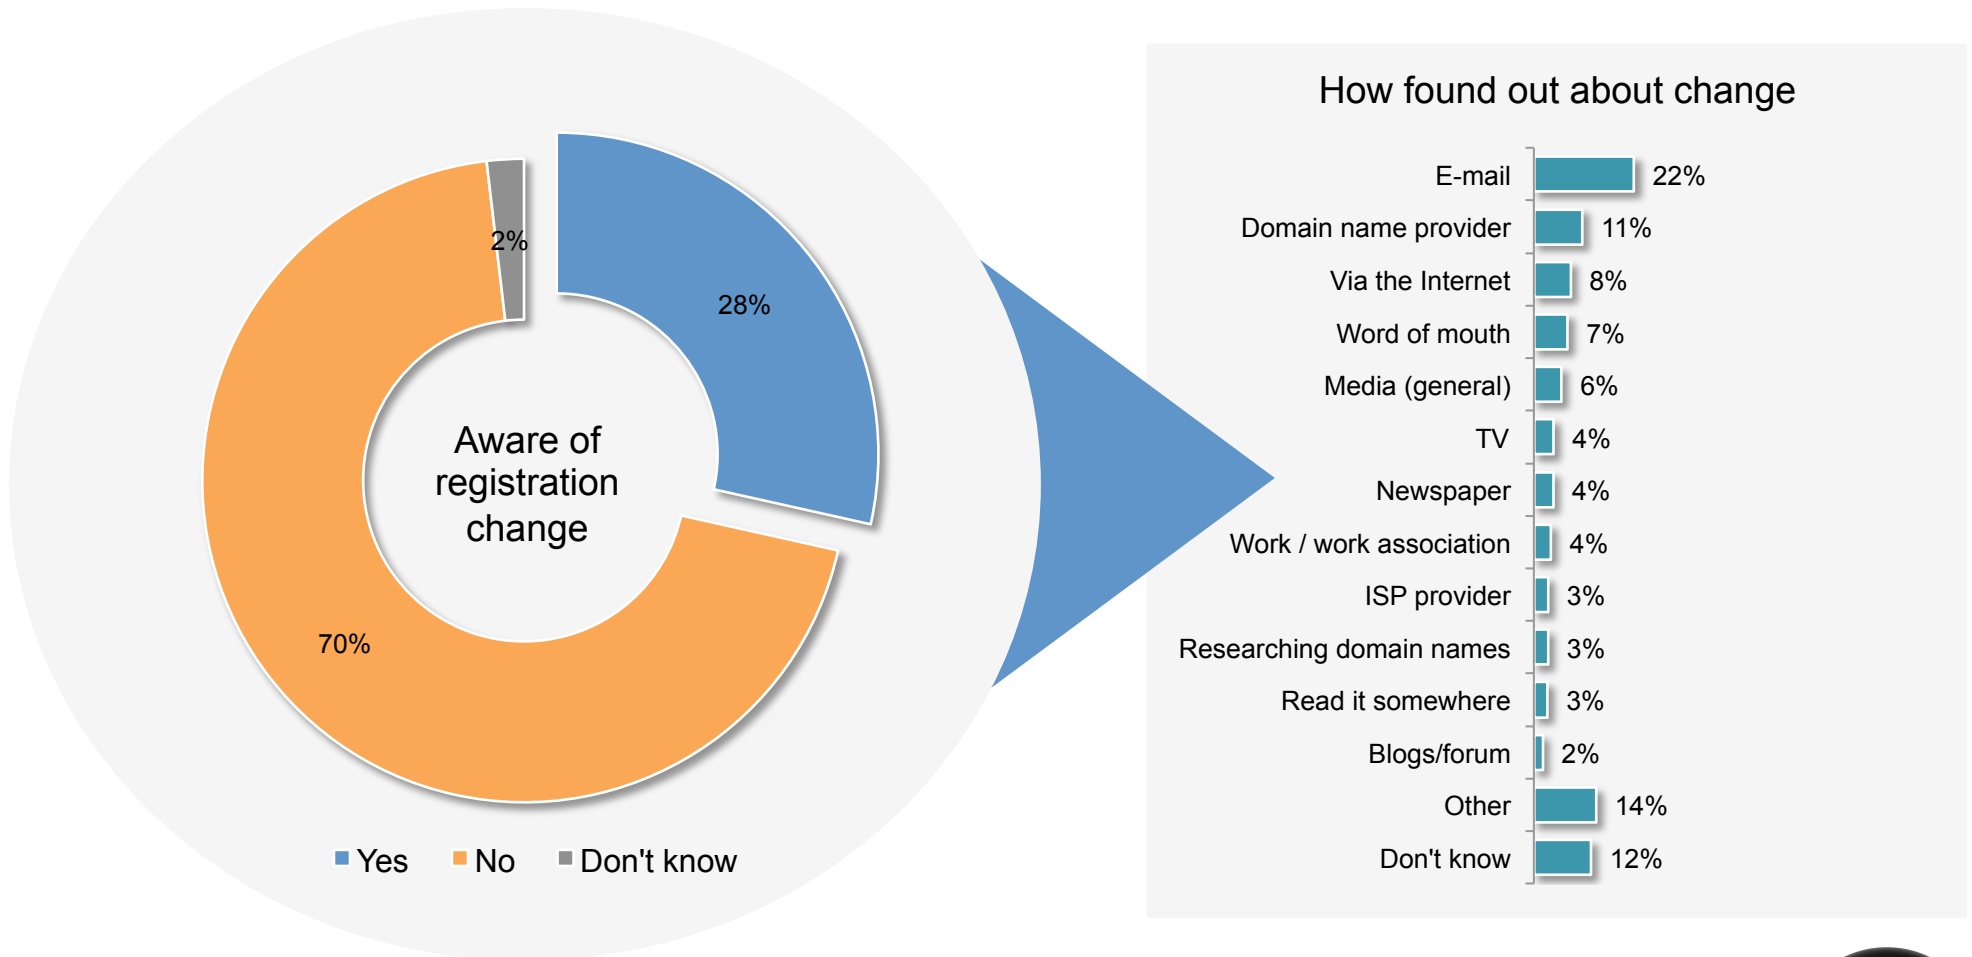 How found out about change
2%
28%
70%
Aware of
registration
change
Yes No Don't know
E-mail 22%
Domain name provider 11%
Via the Internet 8%
Word of mouth 7%
Media (general) 6%
TV 4%
Newspaper 4%
Work / work association 4%
ISP provider 3%
Researching domain names 3%
Read it somewhere 3%
Blogs/forum 2%
Other 14%
Don't know 12%